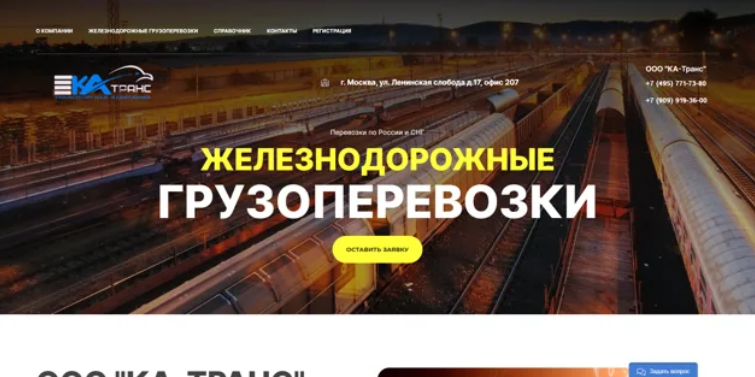 О КОМПАНИИ ЖЕЛЕЗНОДОРОЖНЫЕ ГРУЗОПЕРЕВОЗКИ СПРАВОЧНИК КОНТАКТЫ РЕГИСТРАЦИЯ
КА ТРАНС
г. Москва, ул. Ленинская слобода д.17, офис 207
ООО "КА-Транс"
+7 (495) 771-73-80
+7 (909) 919-36-00
Перевозки по России и СНГ
ЖЕЛЕЗНОДОРОЖНЫЕ
ГРУЗОПЕРЕВОЗКИ
ОСТАВИТЬ ЗАЯВКУ
ООО "КА-ТРАНС"
Задать вопрос